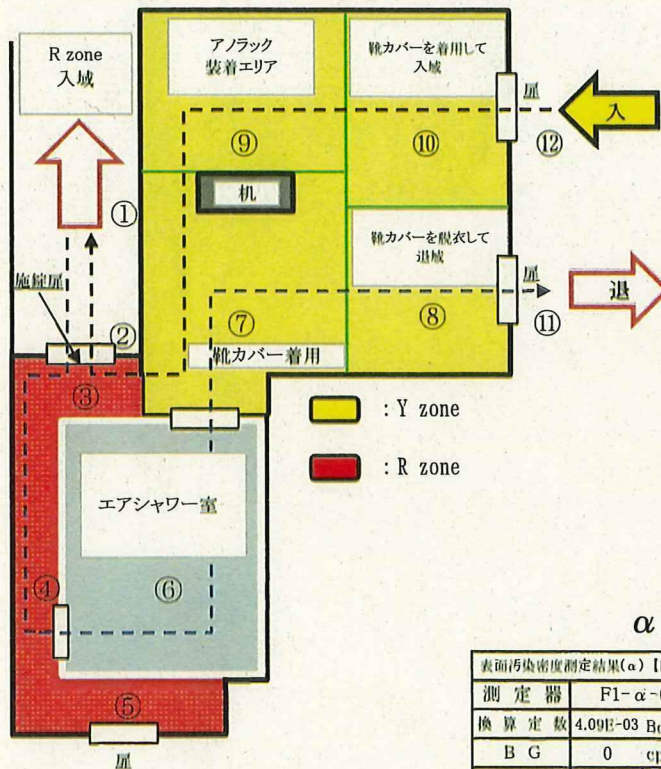 R zone
入域
アノラック
装着エリア
靴カバーを着用して
入域
扉
入
⑨
⑩
⑫
机
①
靴カバーを脱衣して
退域
扉
退
施錠扉
②
⑦
⑧
⑪
靴カバー着用
③
: Y zone
: R zone
エアシャワー室
④
⑥
⑤
扉
α
表面汚染密度測定結果(α)
測定器 F1-α-
換算定数 4.09E-03
B G 0